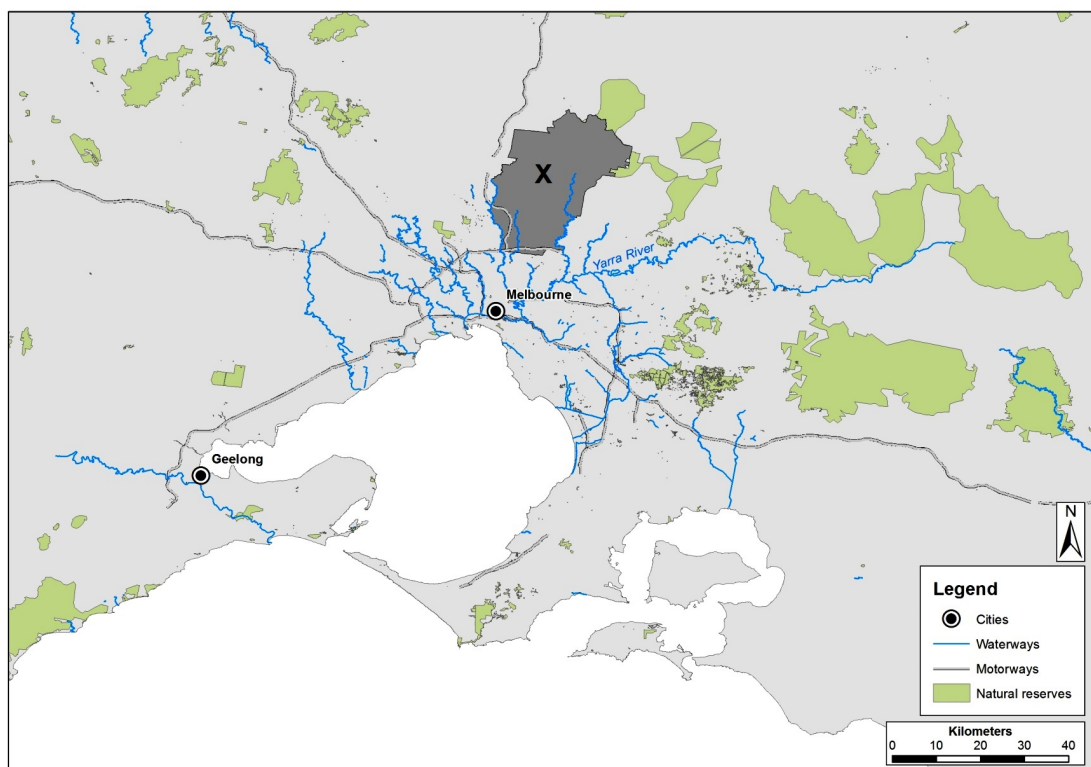 X
Yarra River
Melbourne
Geelong
N
Legend
Cities
Waterways
Motorways
Natural reserves
Kilometers
0 10 20 30 40